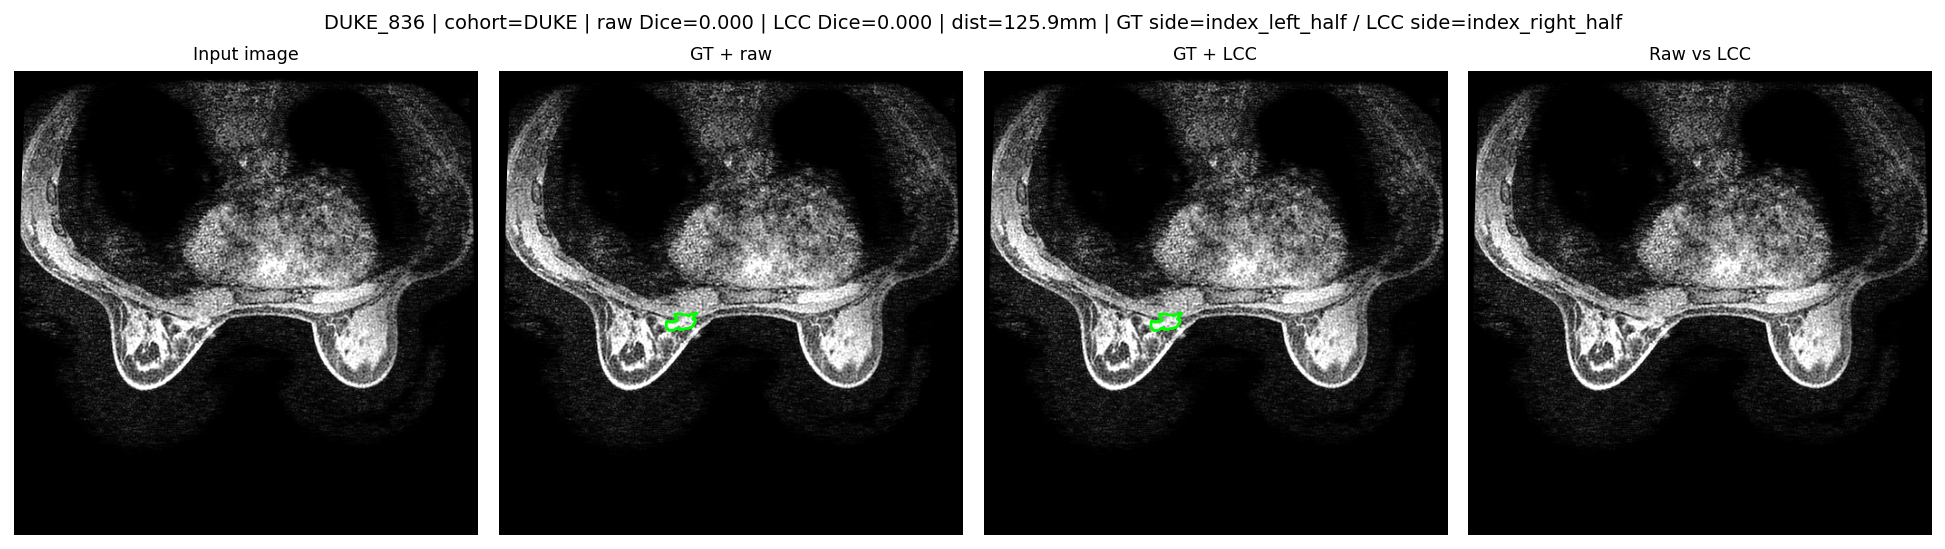 DUKE_836 | cohort=DUKE | raw Dice=0.000 | LCC Dice=0.000 | dist=125.9mm | GT side=index_left_half / LCC side=index_right_half
Input image
GT + raw
GT + LCC
Raw vs LCC